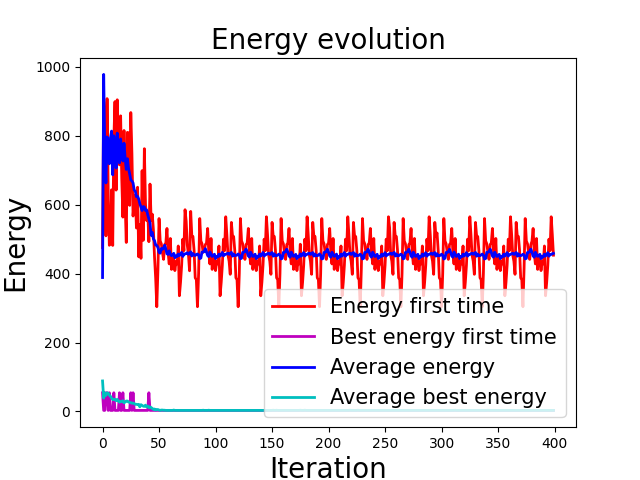 Energy evolution
1000
800
600
400
200
0
Energy
Energy first time
Best energy first time
Average energy
Average best energy
0 50 100 150 200 250 300 350 400
Iteration